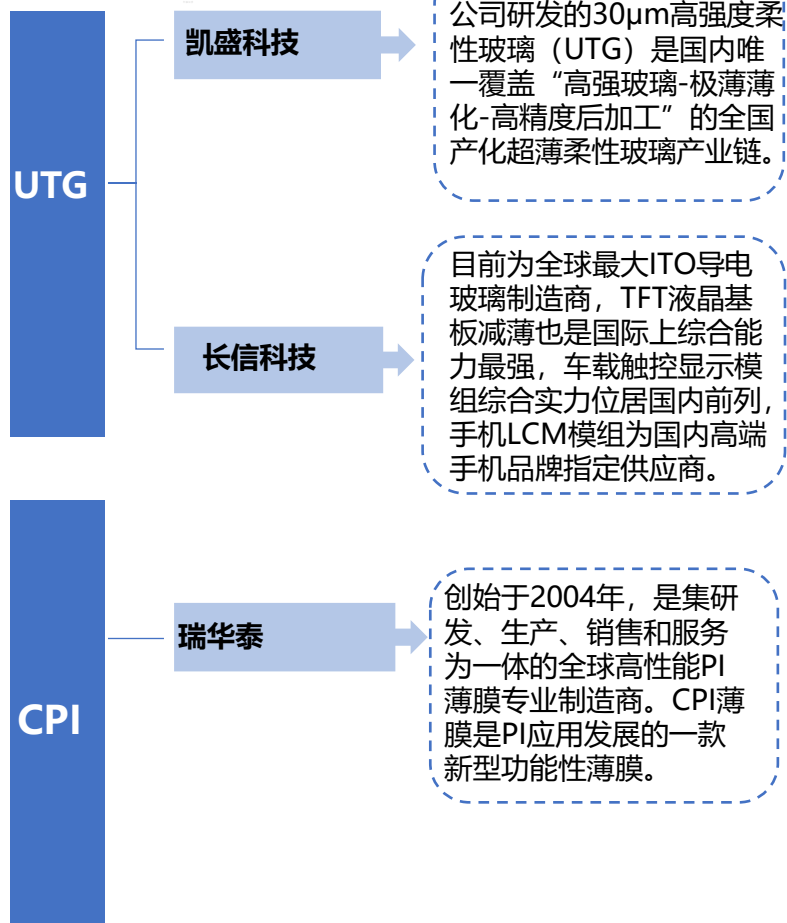 UTG
凯盛科技
公司研发的30μm高强度柔
性玻璃（UTG）是国内唯
一覆盖“高强玻璃-极薄薄
化-高精度后加工”的全国
产化超薄柔性玻璃产业链。
长信科技
目前为全球最大ITO导电
玻璃制造商，TFT液晶基
板减薄也是国际上综合能
力最强，车载触控显示模
组综合实力位居国内前列，
手机LCM模组为国内高端
手机品牌指定供应商。
CPI
瑞华泰
创始于2004年，是集研
发、生产、销售和服务
为一体的全球高性能PI
薄膜专业制造商。CPI薄
膜是PI应用发展的一款
新型功能性薄膜。